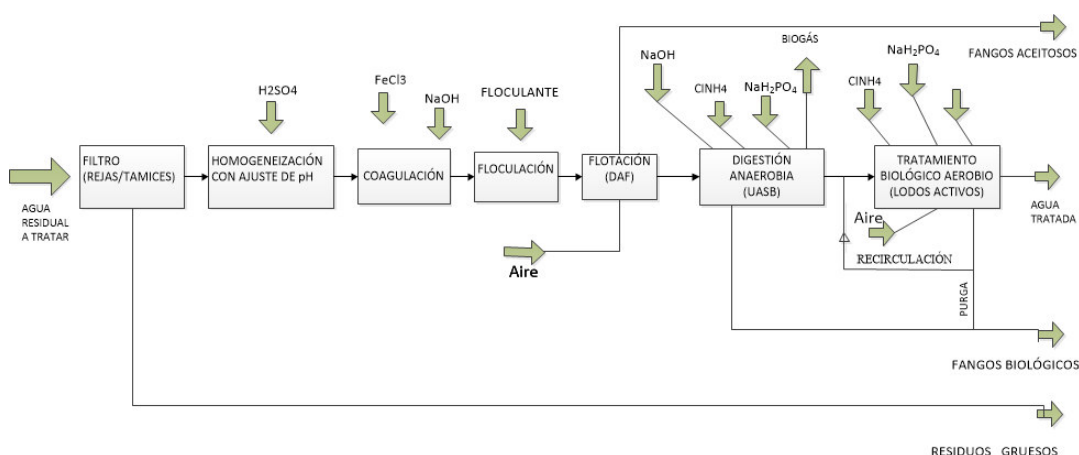 FANGOS ACEITOSOS
H2SO4
FeCl3
NaOH
FLOCULANTE
NaOH
ClNH4
NaH₂PO₄
BIOGÁS
ClNH4
NaH₂PO₄
AGUA
RESIDUAL
A TRATAR
FILTRO
(REJAS/TAMICES)
HOMOGENEIZACIÓN
CON AJUSTE DE pH
COAGULACIÓN
FLOCULACIÓN
FLOTACIÓN
(DAF)
DIGESTIÓN
ANAEROBIA
(UASB)
TRATAMIENTO
BIOLÓGICO AEROBIO
(LODOS ACTIVOS)
AGUA
TRATADA
Aire
Aire
RECIRCULACIÓN
PURGA
FANGOS BIOLÓGICOS
RESIDUOS GRUESOS